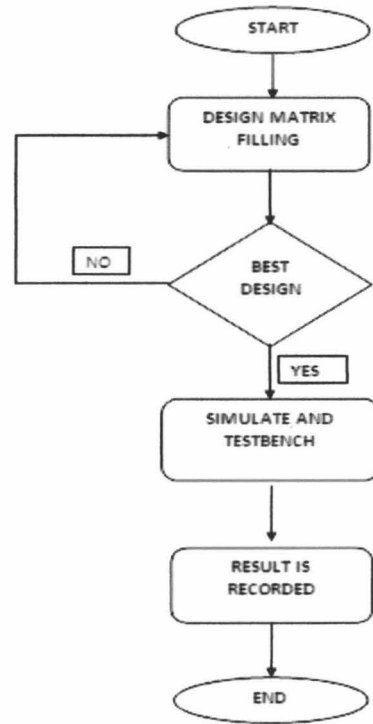 START
DESIGN MATRIX
FILLING
NO
BEST
DESIGN
YES
SIMULATE AND
TESTBENCH
RESULT IS
RECORDED
END